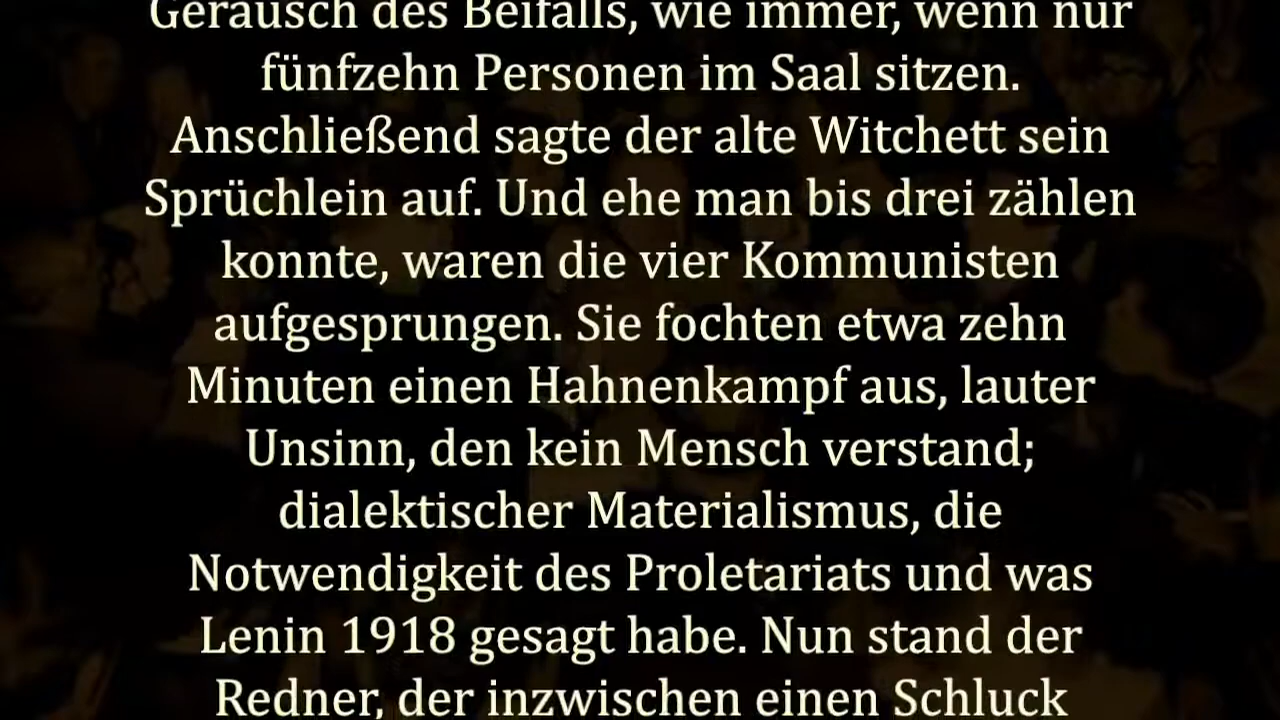 Geräusch des Beifalls, wie immer, wenn nur
fünfzehn Personen im Saal sitzen.
Anschließend sagte der alte Witchett sein
Sprüchlein auf. Und ehe man bis drei zählen
konnte, waren die vier Kommunisten
aufgesprungen. Sie fochten etwa zehn
Minuten einen Hahnenkampf aus, lauter
Unsinn, den kein Mensch verstand;
dialektischer Materialismus, die
Notwendigkeit des Proletariats und was
Lenin 1918 gesagt habe. Nun stand der
Redner, der inzwischen einen Schluck